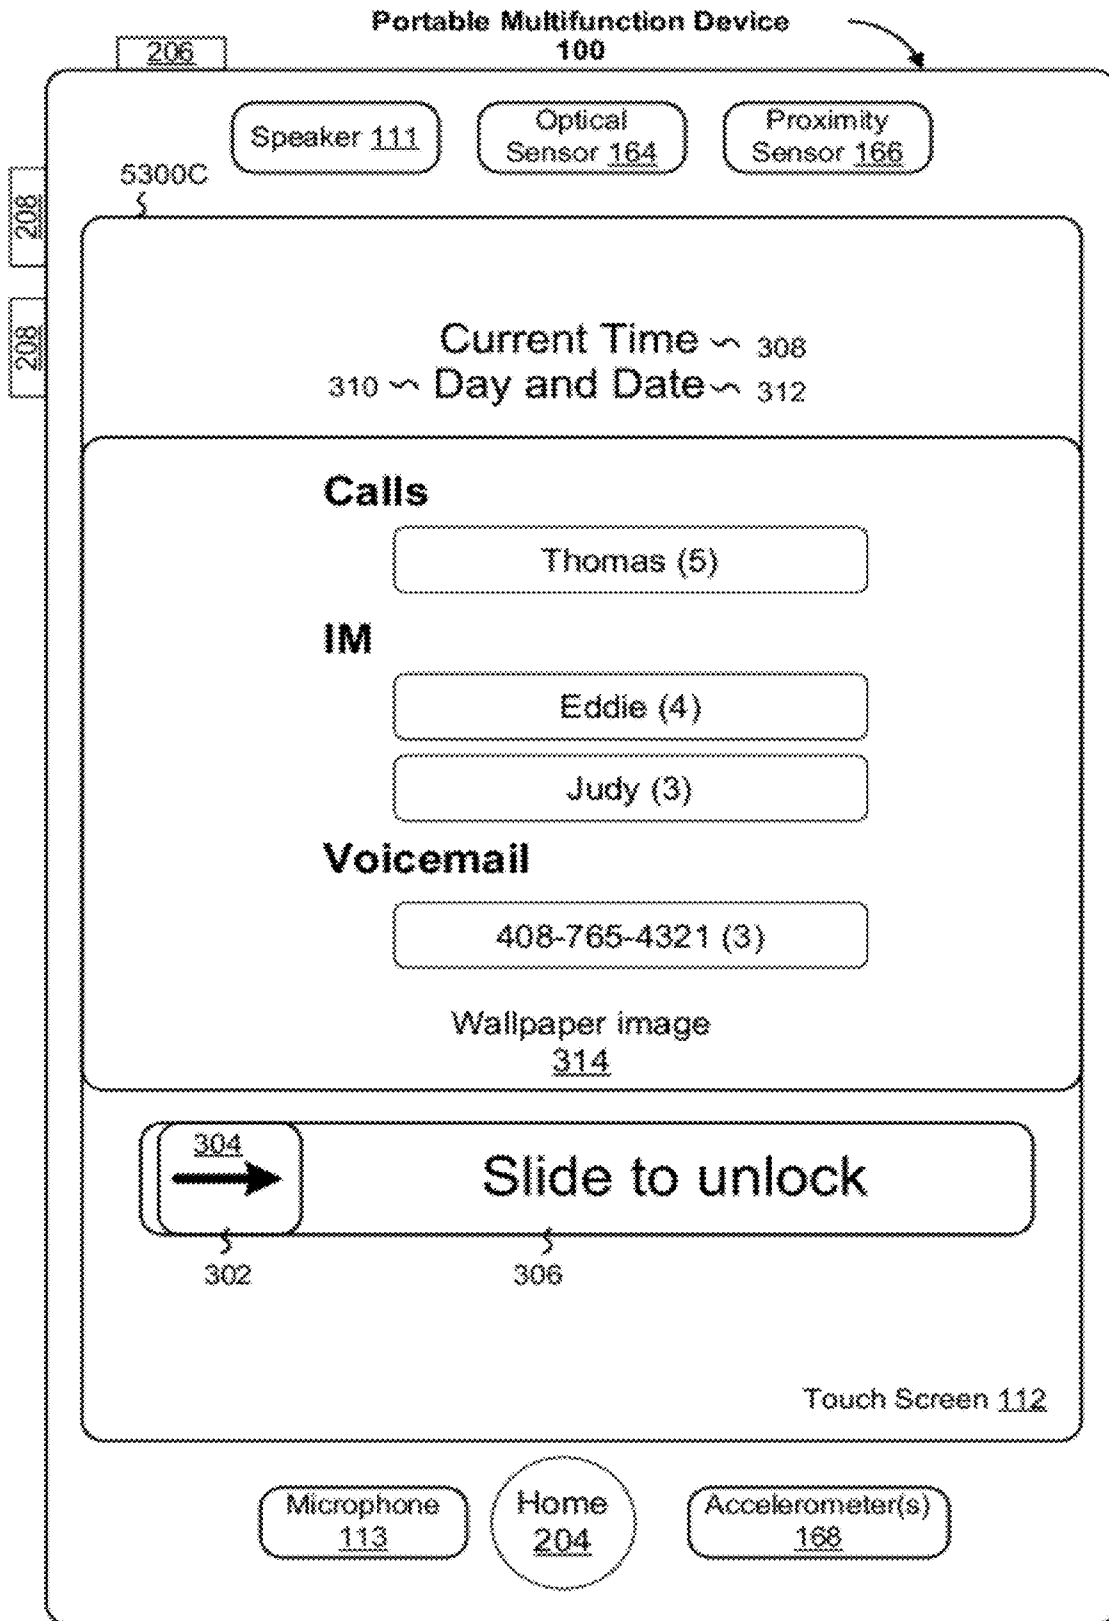 Portable Multifunction Device
100
206
Speaker 111
Optical
Sensor 164
Proximity
Sensor 166
5300C
208
208
Current Time 308
310 Day and Date 312
Calls
Thomas (5)
IM
Eddie (4)
Judy (3)
Voicemail
408-765-4321 (3)
Wallpaper image
314
304
Slide to unlock
302
306
Touch Screen 112
Microphone
113
Home
204
Accelerometer(s)
168